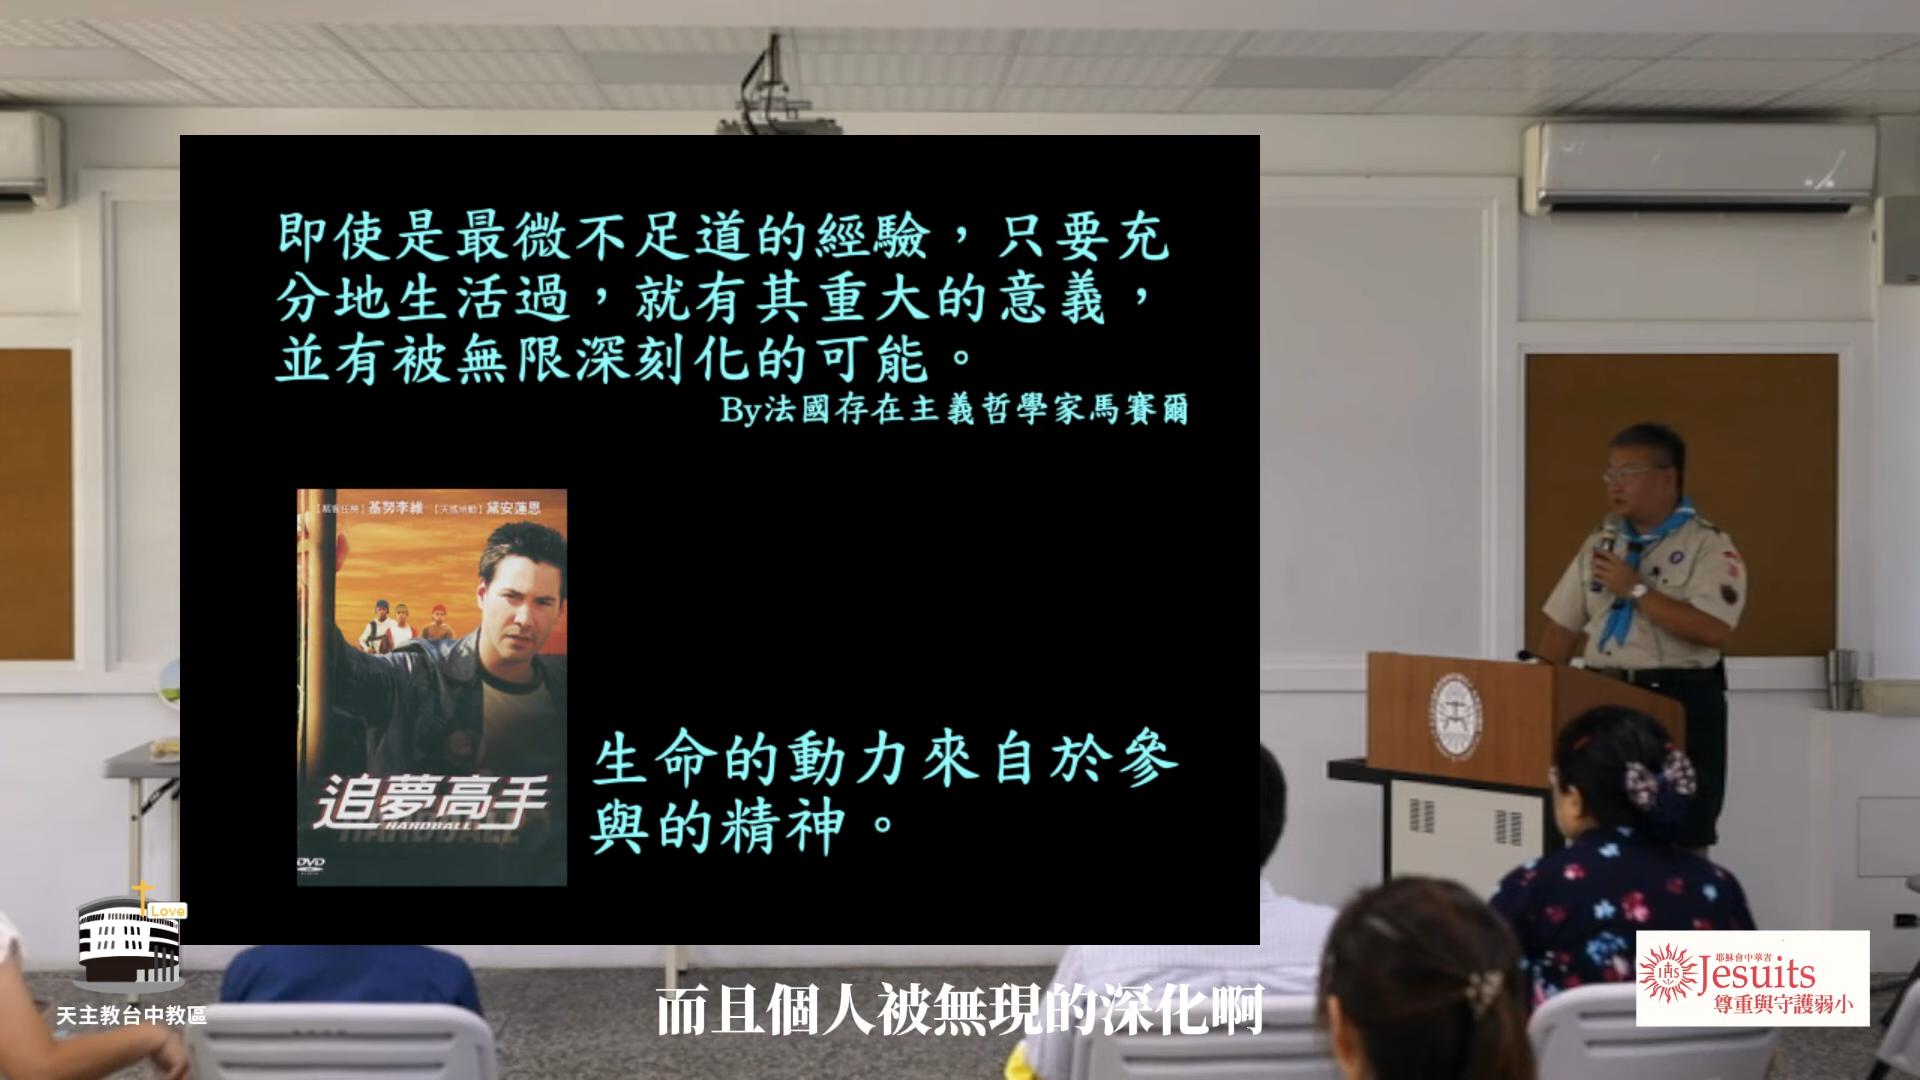 即使是最微不足道的經驗，只要充
分地生活過，就有其重大的意義，
並有被無限深刻化的可能。
By法國存在主義哲學家馬賽爾
基努李維
黛安蓮恩
追夢高手
HARDBALL
DVD
生命的動力來自於參
與的精神。
Love
天主教台中教區
而且個人被無現的深化啊
耶穌會中華省
IHS
Jesuits
尊重與守護弱小